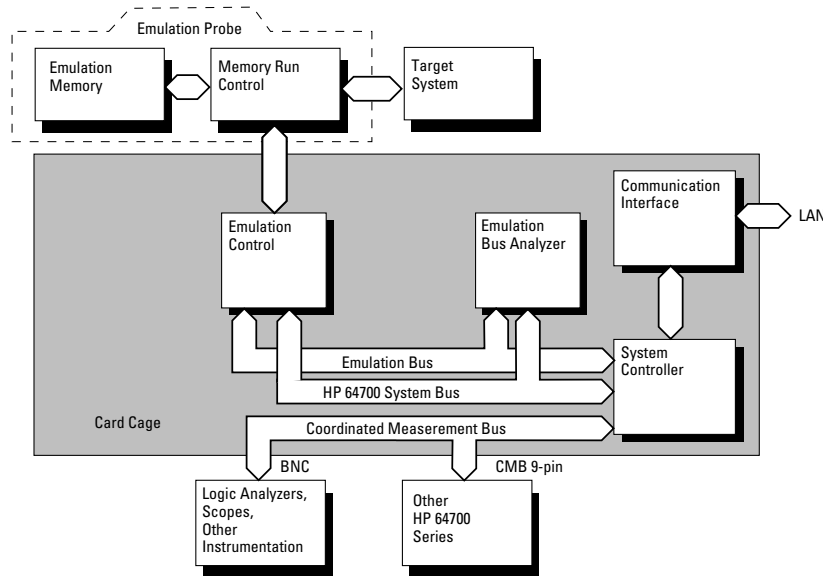 Emulation Probe
Emulation
Memory
Memory Run
Control
Target
System
Communication
Interface
LAN
Emulation
Control
Emulation
Bus Analyzer
System
Controller
Emulation Bus
HP 64700 System Bus
Card Cage
Coordinated Measerement Bus
BNC
CMB 9-pin
Logic Analyzers,
Scopes,
Other
Instrumentation
Other
HP 64700
Series